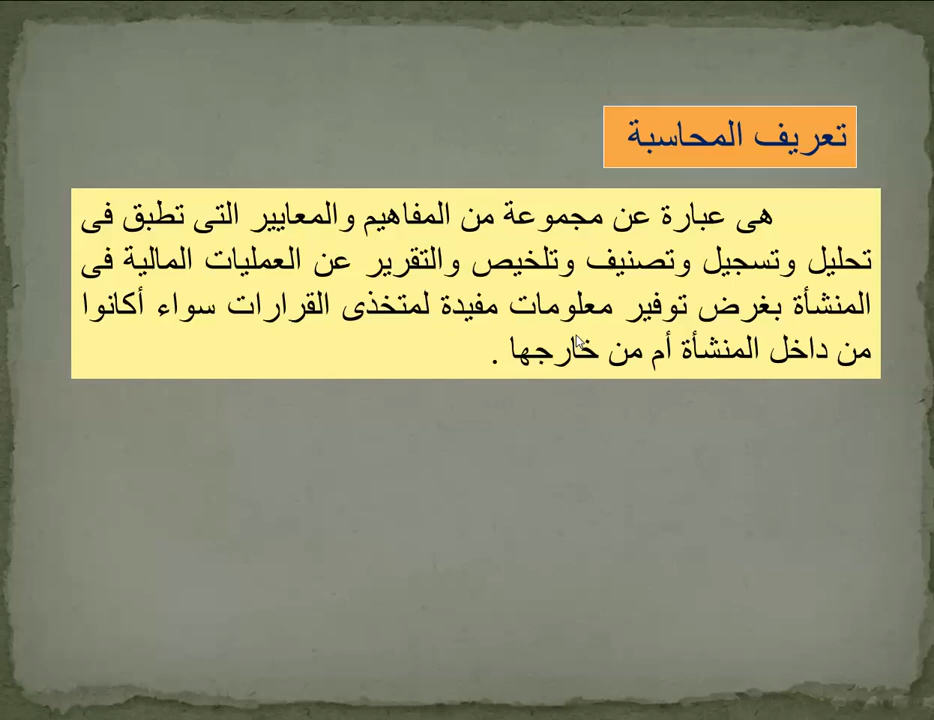 تعريف المحاسبة
هى عبارة عن مجموعة من المفاهيم والمعايير التى تطبق فى
تحليل وتسجيل وتصنيف وتلخيص والتقرير عن العمليات المالية فى
المنشأة بغرض توفير معلومات مفيدة لمتخذى القرارات سواء أكانوا
من داخل المنشأة أم من خارجها .